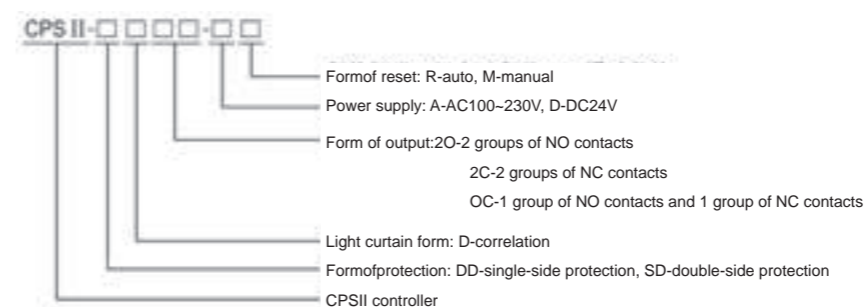 CPS II-□ □ □ □-□ □
Formof reset: R-auto, M-manual
Power supply: A-AC100~230V, D-DC24V
Form of output:2O-2 groups of NO contacts
2C-2 groups of NC contacts
OC-1 group of NO contacts and 1 group of NC contacts
Light curtain form: D-correlation
Formofprotection: DD-single-side protection, SD-double-side protection
CPSII controller